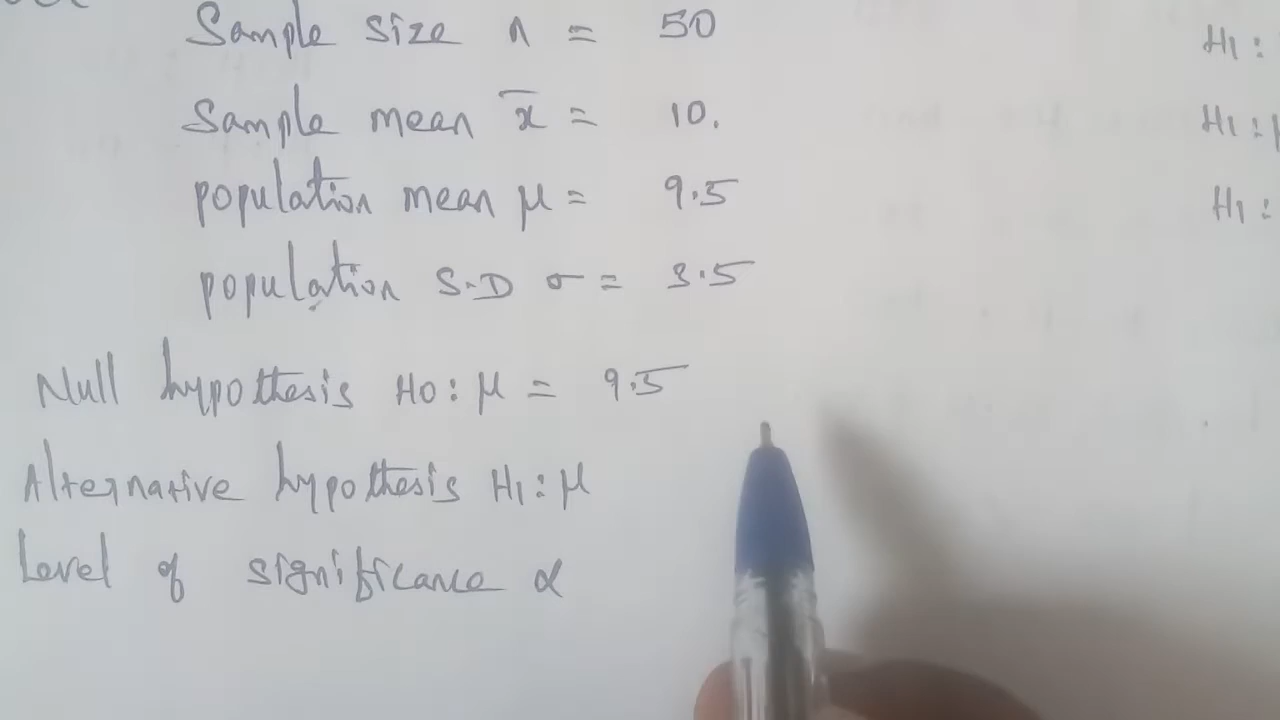 Sample size n = 50
Sample mean x̄ = 10.
population mean μ = 9.5
population S.D σ = 3.5
Null hypothesis H0 : μ = 9.5
Alternative hypothesis H1 : μ
Level of significance α
H1 :
H1 : μ
H1 :